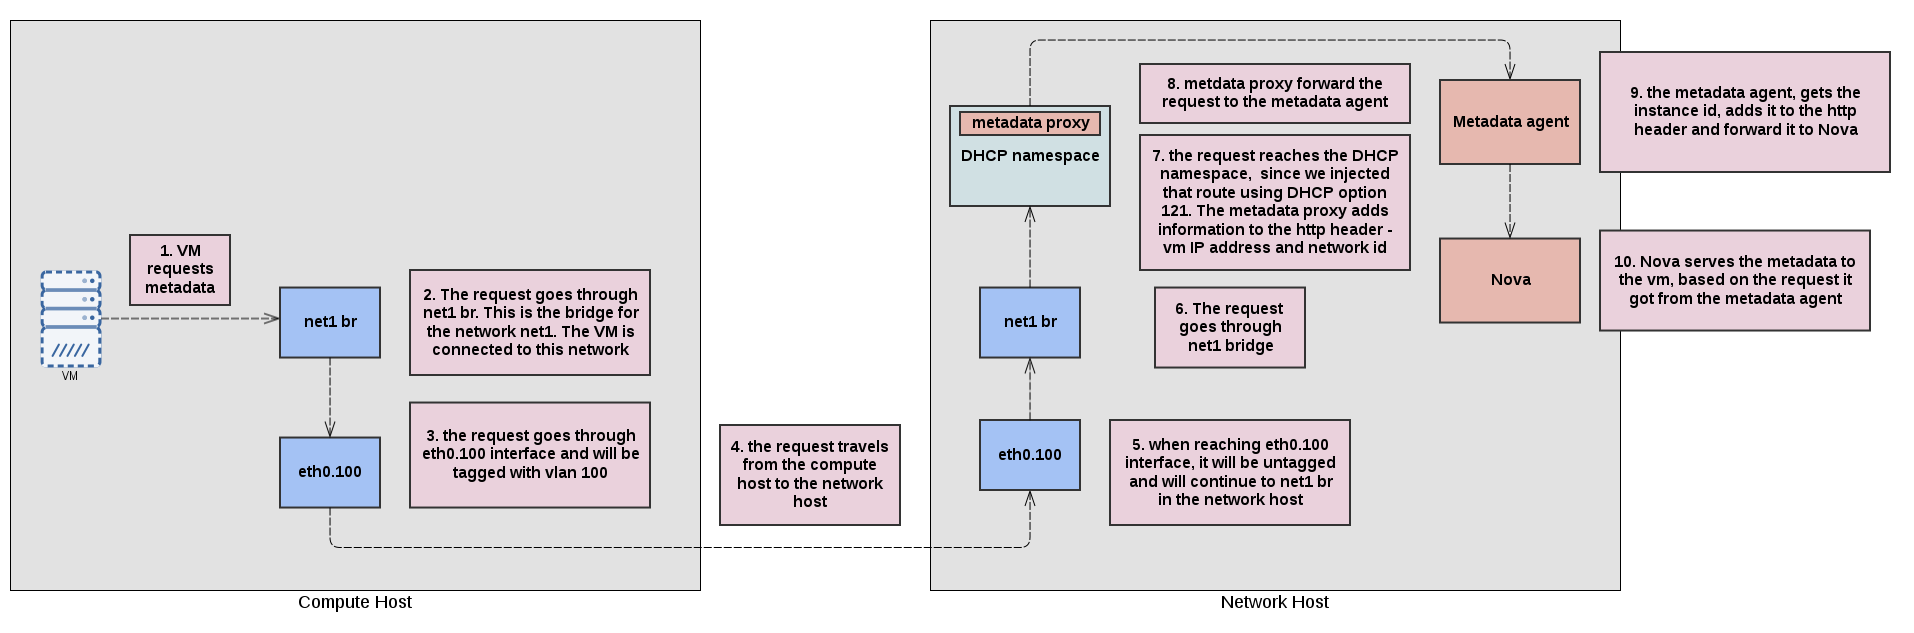 1. VM
requests
metadata
VM
net1 br
2. The request goes through
net1 br. This is the bridge for
the network net1. The VM is
connected to this network
eth0.100
3. the request goes through
eth0.100 interface and will be
tagged with vlan 100
Compute Host
4. the request travels
from the compute
host to the network
host
eth0.100
5. when reaching eth0.100
interface, it will be untagged
and will continue to net1 br
in the network host
net1 br
6. The request
goes through
net1 bridge
metadata proxy
DHCP namespace
7. the request reaches the DHCP
namespace,  since we injected
that route using DHCP option
121. The metadata proxy adds
information to the http header -
vm IP address and network id
8. metdata proxy forward the
request to the metadata agent
Metadata agent
9. the metadata agent, gets the
instance id, adds it to the http
header and forward it to Nova
Nova
10. Nova serves the metadata to
the vm, based on the request it
got from the metadata agent
Network Host